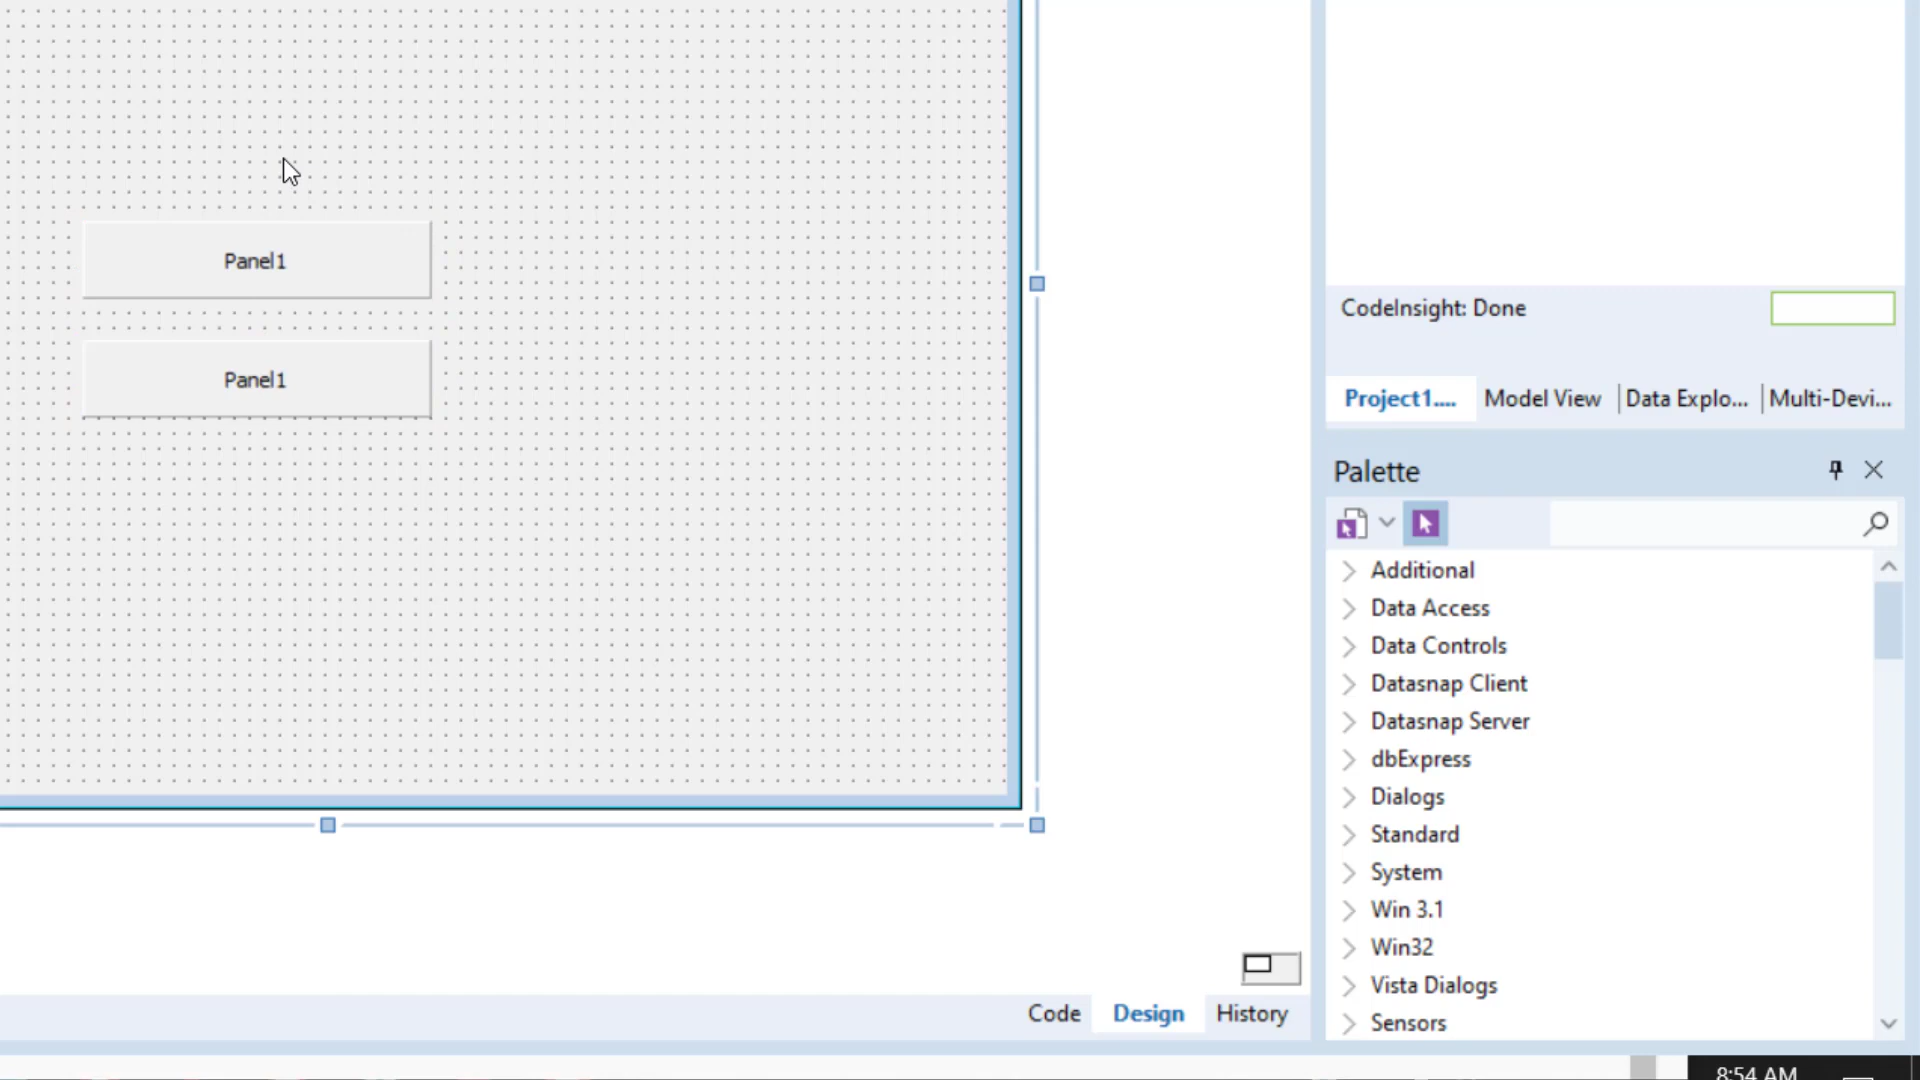 Panel1
Panel1
CodeInsight: Done
Project1.... Model View Data Explo... Multi-Devi...
Palette
Additional
Data Access
Data Controls
Datasnap Client
Datasnap Server
dbExpress
Dialogs
Standard
System
Win 3.1
Win32
Vista Dialogs
Sensors
Code Design History
8:54 AM